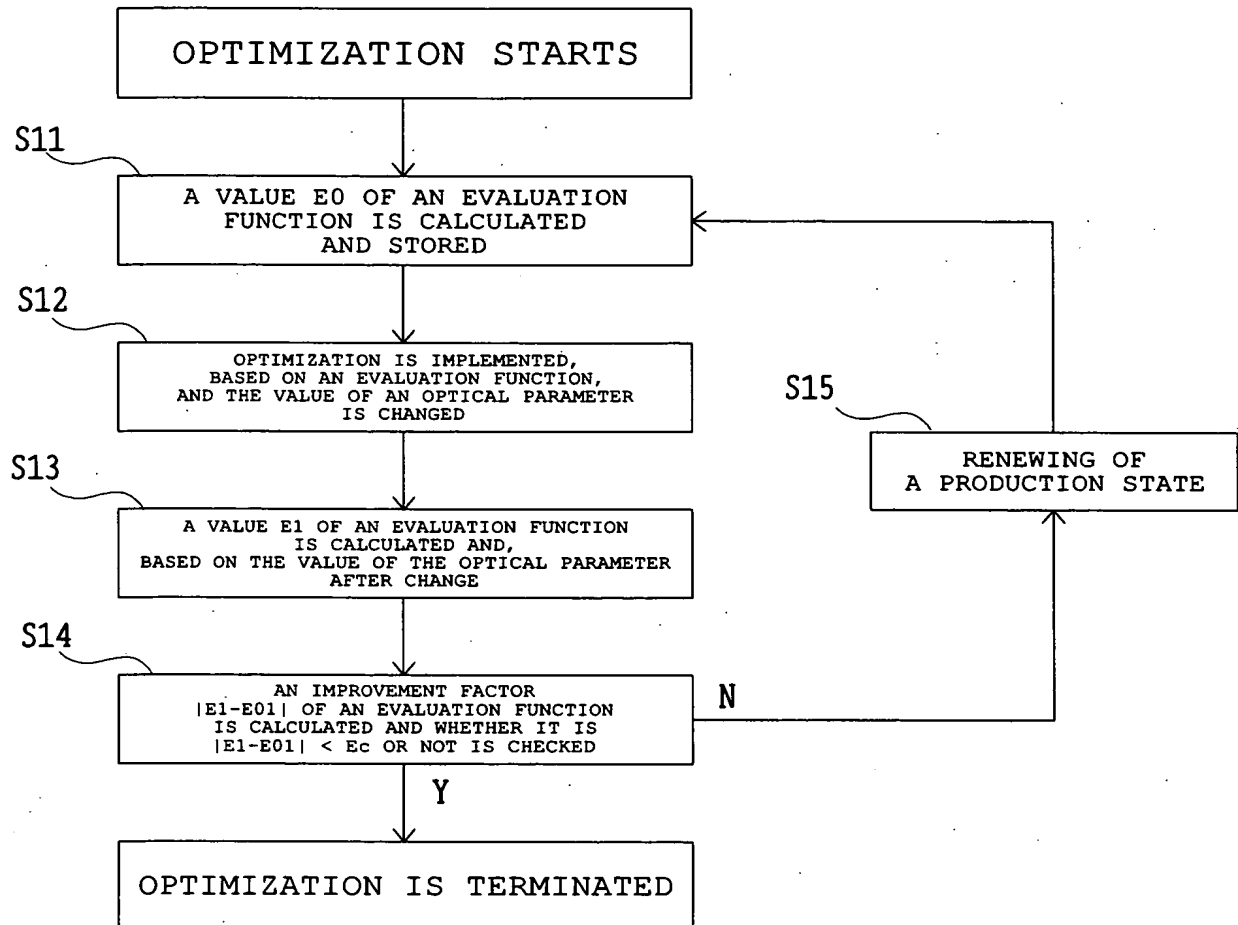 OPTIMIZATION STARTS
S11
A VALUE E0 OF AN EVALUATION
FUNCTION IS CALCULATED
AND STORED
S12
OPTIMIZATION IS IMPLEMENTED,
BASED ON AN EVALUATION FUNCTION,
AND THE VALUE OF AN OPTICAL PARAMETER
IS CHANGED
S13
A VALUE E1 OF AN EVALUATION FUNCTION
IS CALCULATED AND,
BASED ON THE VALUE OF THE OPTICAL PARAMETER
AFTER CHANGE
S14
AN IMPROVEMENT FACTOR
|E1-E01| OF AN EVALUATION FUNCTION
IS CALCULATED AND WHETHER IT IS
|E1-E01| < Ec OR NOT IS CHECKED
N
Y
S15
RENEWING OF
A PRODUCTION STATE
OPTIMIZATION IS TERMINATED